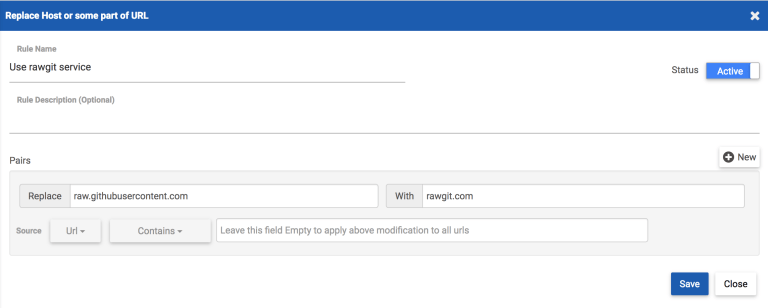 Replace Host or some part of URL
Rule Name
Use rawgit service
Status Active
Rule Description (Optional)
Pairs
New
Replace raw.githubusercontent.com With rawgit.com
Source Url Contains Leave this field Empty to apply above modification to all urls
Save Close